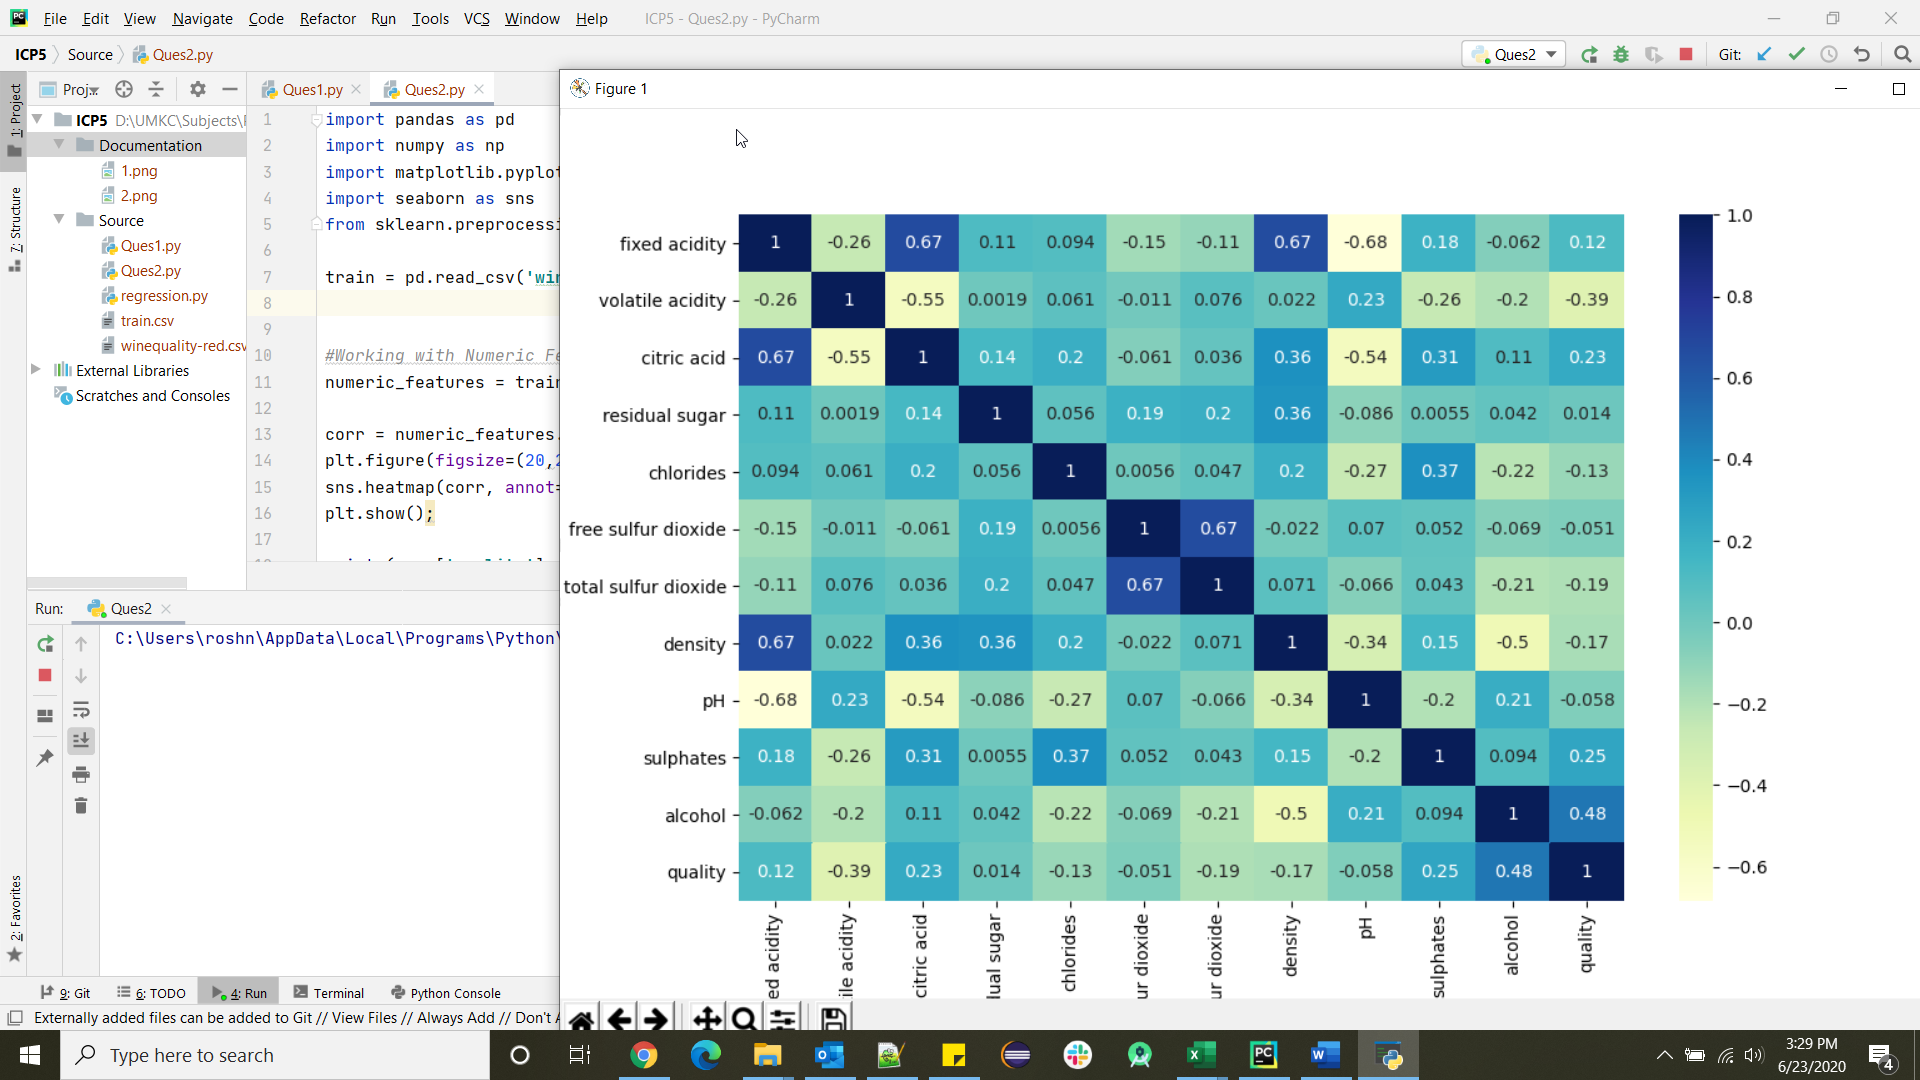 File Edit View Navigate Code Refactor Run Tools VCS Window Help ICP5 - Ques2.py - PyCharm
ICP5 Source Ques2.py Ques2 Git:
Proj
Ques1.py Ques2.py
Figure 1
1: Project
7: Structure
2: Favorites
ICP5 D:\UMKC\Subjects\
Documentation
1.png
2.png
Source
Ques1.py
Ques2.py
regression.py
train.csv
winequality-red.csv
External Libraries
Scratches and Consoles
1 import pandas as pd
2 import numpy as np
3 import matplotlib.pyplot
4 import seaborn as sns
5 from sklearn.preprocessi
6
7 train = pd.read_csv('win
8
9
10 #Working with Numeric Fe
11 numeric_features = train
12
13 corr = numeric_features.
14 plt.figure(figsize=(20,2
15 sns.heatmap(corr, annot=
16 plt.show();
17
fixed acidity 1 -0.26 0.67 0.11 0.094 -0.15 -0.11 0.67 -0.68 0.18 -0.062 0.12
volatile acidity -0.26 1 -0.55 0.0019 0.061 -0.011 0.076 0.022 0.23 -0.26 -0.2 -0.39
citric acid 0.67 -0.55 1 0.14 0.2 -0.061 0.036 0.36 -0.54 0.31 0.11 0.23
residual sugar 0.11 0.0019 0.14 1 0.056 0.19 0.2 0.36 -0.086 0.0055 0.042 0.014
chlorides 0.094 0.061 0.2 0.056 1 0.0056 0.047 0.2 -0.27 0.37 -0.22 -0.13
free sulfur dioxide -0.15 -0.011 -0.061 0.19 0.0056 1 0.67 -0.022 0.07 0.052 -0.069 -0.051
total sulfur dioxide -0.11 0.076 0.036 0.2 0.047 0.67 1 0.071 -0.066 0.043 -0.21 -0.19
density 0.67 0.022 0.36 0.36 0.2 -0.022 0.071 1 -0.34 0.15 -0.5 -0.17
pH -0.68 0.23 -0.54 -0.086 -0.27 0.07 -0.066 -0.34 1 -0.2 0.21 -0.058
sulphates 0.18 -0.26 0.31 0.0055 0.37 0.052 0.043 0.15 -0.2 1 0.094 0.25
alcohol -0.062 -0.2 0.11 0.042 -0.22 -0.069 -0.21 -0.5 0.21 0.094 1 0.48
quality 0.12 -0.39 0.23 0.014 -0.13 -0.051 -0.19 -0.17 -0.058 0.25 0.48 1
ed acidity
ile acidity
citric acid
lual sugar
chlorides
ur dioxide
ur dioxide
density
pH
sulphates
alcohol
quality
1.0
0.8
0.6
0.4
0.2
0.0
−0.2
−0.4
−0.6
Run: Ques2
C:\Users\roshn\AppData\Local\Programs\Python\
9: Git 6: TODO 4: Run Terminal Python Console
Externally added files can be added to Git // View Files // Always Add // Don't A
Type here to search
3:29 PM
6/23/2020
4